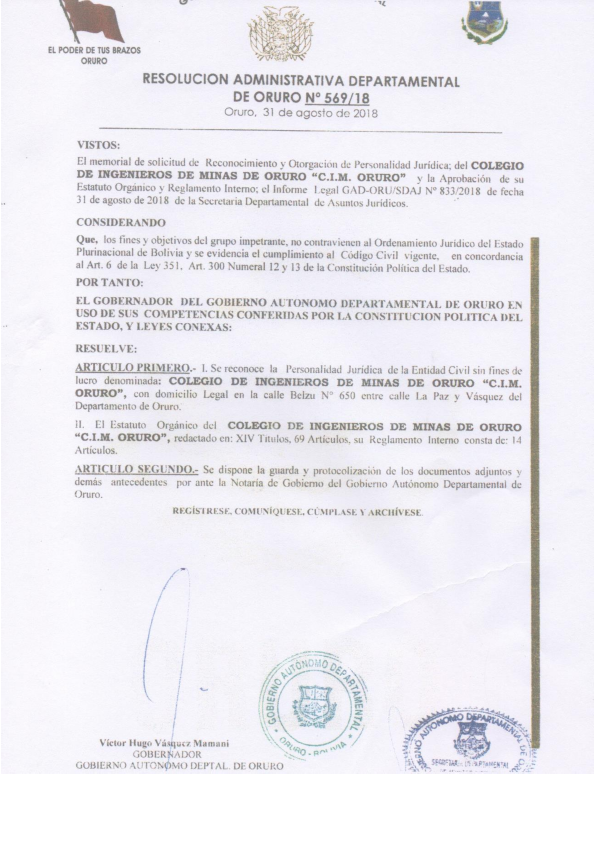 EL PODER DE TUS BRAZOS
ORURO
RESOLUCION ADMINISTRATIVA DEPARTAMENTAL
DE ORURO Nº 569/18
Oruro, 31 de agosto de 2018
VISTOS:
El memorial de solicitud de Reconocimiento y Otorgación de Personalidad Jurídica; del COLEGIO
DE INGENIEROS DE MINAS DE ORURO “C.I.M. ORURO” y la Aprobación de su
Estatuto Orgánico y Reglamento Interno; el Informe Legal GAD-ORU/SDAJ Nº 833/2018 de fecha
31 de agosto de 2018 de la Secretaria Departamental de Asuntos Jurídicos.
CONSIDERANDO
Que, los fines y objetivos del grupo impetrante, no contravienen al Ordenamiento Jurídico del Estado
Plurinacional de Bolivia y se evidencia el cumplimiento al Código Civil vigente, en concordancia
al Art. 6 de la Ley 351, Art. 300 Numeral 12 y 13 de la Constitución Política del Estado.
POR TANTO:
EL GOBERNADOR DEL GOBIERNO AUTONOMO DEPARTAMENTAL DE ORURO EN
USO DE SUS COMPETENCIAS CONFERIDAS POR LA CONSTITUCION POLITICA DEL
ESTADO, Y LEYES CONEXAS:
RESUELVE:
ARTICULO PRIMERO.- I. Se reconoce la Personalidad Jurídica de la Entidad Civil sin fines de
lucro denominada: COLEGIO DE INGENIEROS DE MINAS DE ORURO “C.I.M.
ORURO”, con domicilio Legal en la calle Belzu N° 650 entre calle La Paz y Vásquez del
Departamento de Oruro.
II. El Estatuto Orgánico del COLEGIO DE INGENIEROS DE MINAS DE ORURO
“C.I.M. ORURO”, redactado en: XIV Títulos, 69 Artículos, su Reglamento Interno consta de: 14
Artículos.
ARTICULO SEGUNDO.- Se dispone la guarda y protocolización de los documentos adjuntos y
demás antecedentes por ante la Notaría de Gobierno del Gobierno Autónomo Departamental de
Oruro.
REGÍSTRESE, COMUNÍQUESE, CÚMPLASE Y ARCHÍVESE.
GOBIERNO AUTÓNOMO DEPARTAMENTAL
ORURO - BOLIVIA
Víctor Hugo Vásquez Mamani
GOBERNADOR
GOBIERNO AUTONOMO DEPTAL. DE ORURO
AUTONOMO DEPARTAMENTAL
DE ORURO